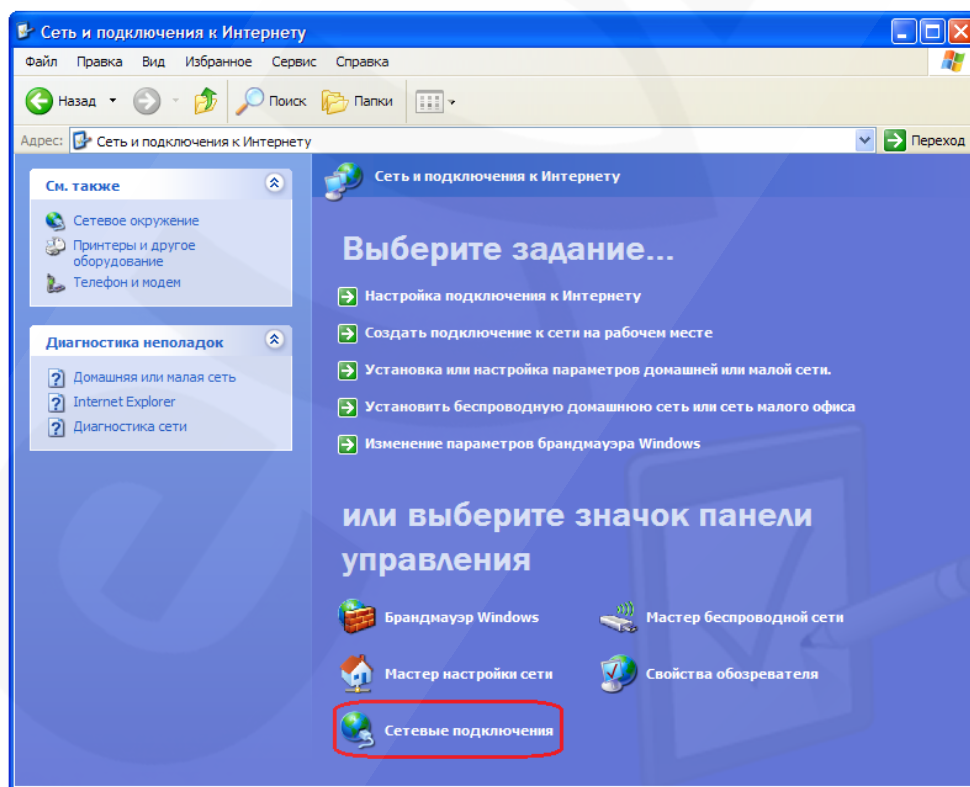 Сеть и подключения к Интернету
Файл Правка Вид Избранное Сервис Справка
Назад Поиск Папки
Адрес: Сеть и подключения к Интернету Переход
См. также
Сетевое окружение
Принтеры и другое
оборудование
Телефон и модем
Диагностика неполадок
Домашняя или малая сеть
Internet Explorer
Диагностика сети
Сеть и подключения к Интернету
Выберите задание...
Настройка подключения к Интернету
Создать подключение к сети на рабочем месте
Установка или настройка параметров домашней или малой сети.
Установить беспроводную домашнюю сеть или сеть малого офиса
Изменение параметров брандмауэра Windows
или выберите значок панели
управления
Брандмауэр Windows Мастер беспроводной сети
Мастер настройки сети Свойства обозревателя
Сетевые подключения